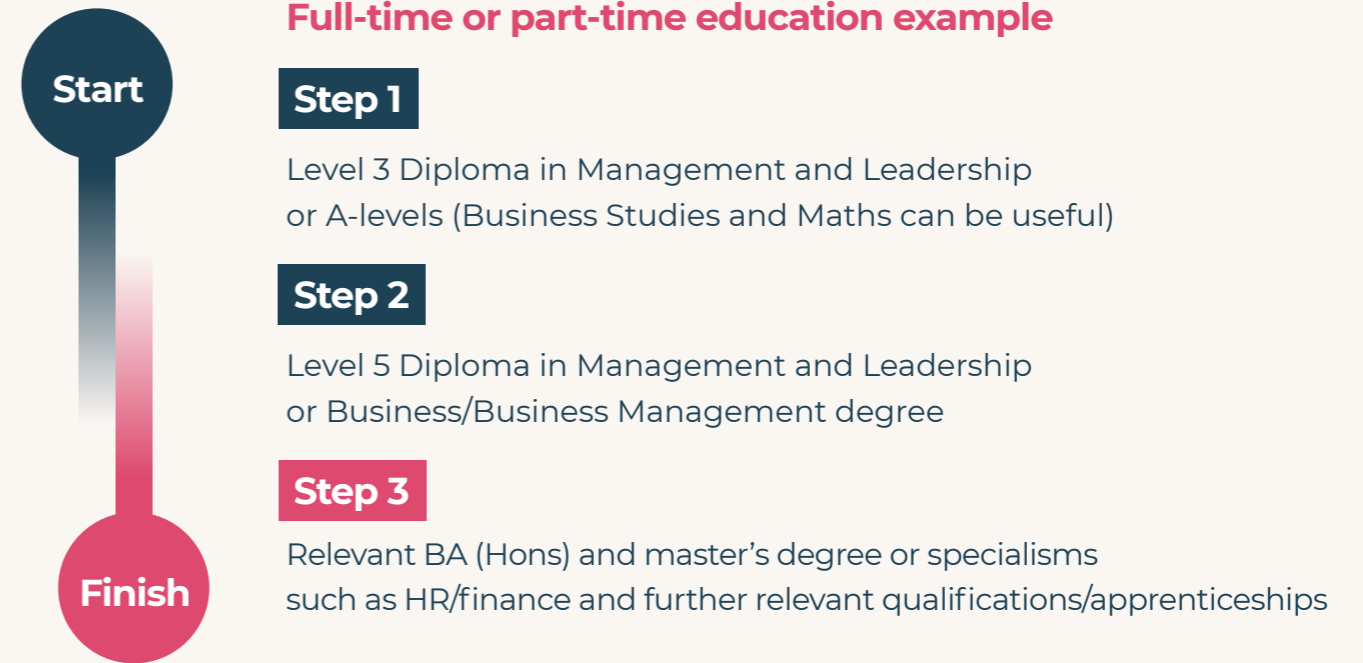 Full-time or part-time education example
Start
Step 1
Level 3 Diploma in Management and Leadership
or A-levels (Business Studies and Maths can be useful)
Step 2
Level 5 Diploma in Management and Leadership
or Business/Business Management degree
Step 3
Relevant BA (Hons) and master’s degree or specialisms
such as HR/finance and further relevant qualifications/apprenticeships
Finish